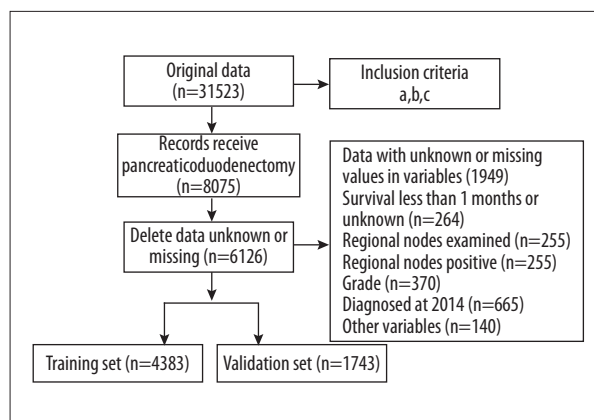 Original data
(n=31523)
Inclusion criteria
a,b,c
Records receive
pancreaticoduodenectomy
(n=8075)
Delete data unknown or
missing (n=6126)
Data with unknown or missing
values in variables (1949)
Survival less than 1 months or
unknown (n=264)
Regional nodes examined (n=255)
Regional nodes positive (n=255)
Grade (n=370)
Diagnosed at 2014 (n=665)
Other variables (n=140)
Training set (n=4383)
Validation set (n=1743)